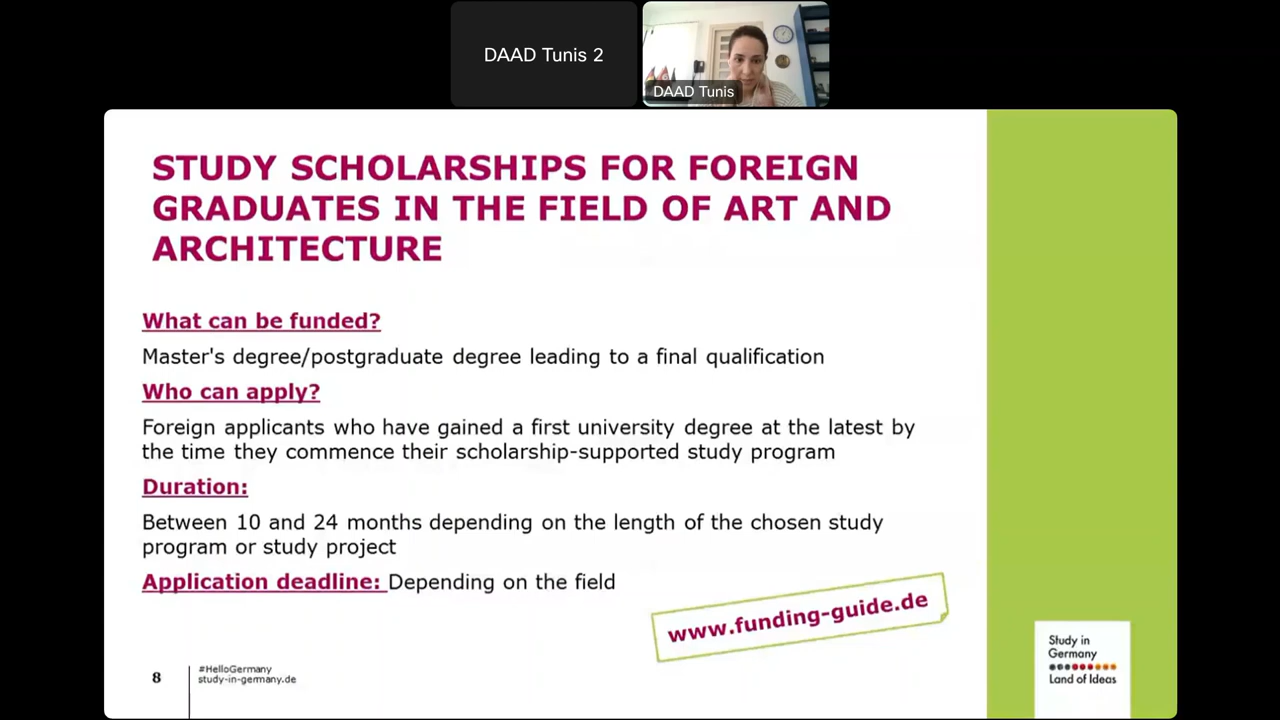 DAAD Tunis 2
DAAD Tunis
STUDY SCHOLARSHIPS FOR FOREIGN
GRADUATES IN THE FIELD OF ART AND
ARCHITECTURE
What can be funded?
Master's degree/postgraduate degree leading to a final qualification
Who can apply?
Foreign applicants who have gained a first university degree at the latest by
the time they commence their scholarship-supported study program
Duration:
Between 10 and 24 months depending on the length of the chosen study
program or study project
Application deadline: Depending on the field
www.funding-guide.de
8
#HelloGermany
study-in-germany.de
Study in
Germany
Land of Ideas